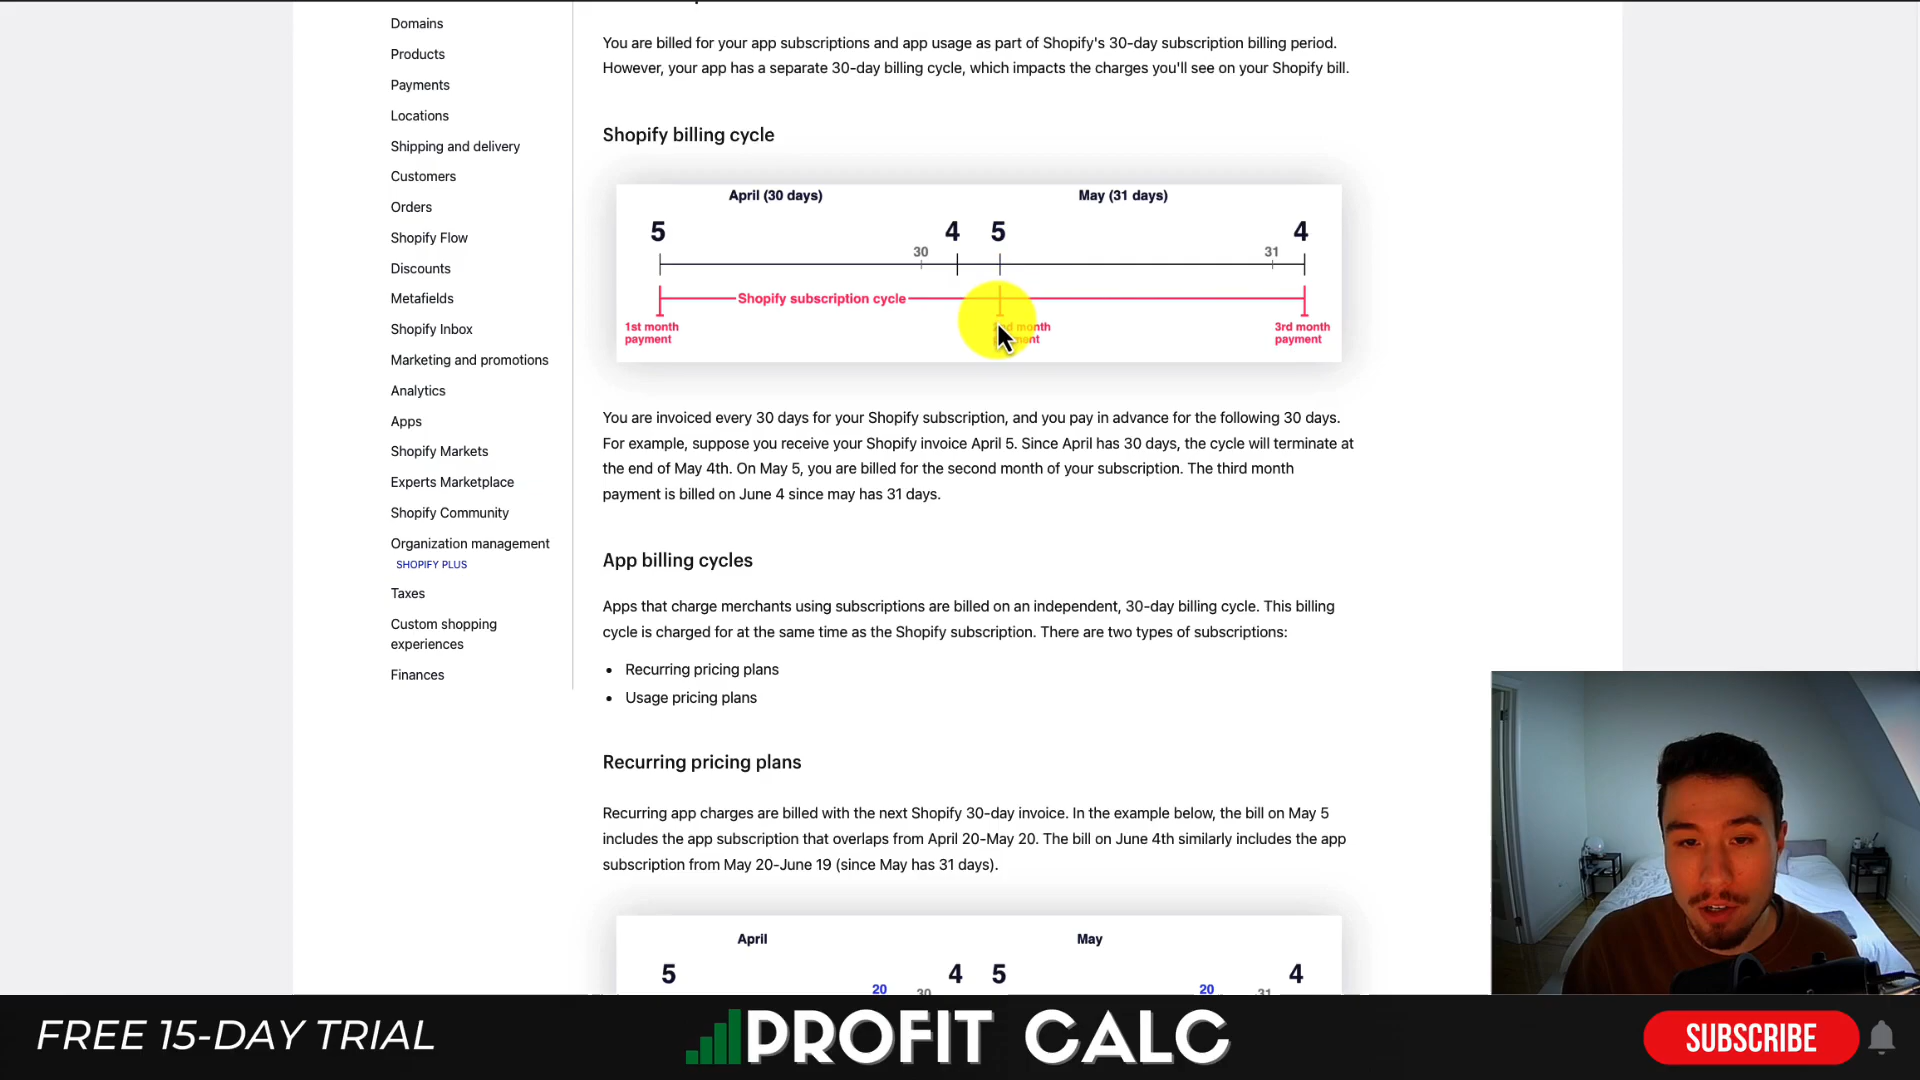 Domains
Products
Payments
Locations
Shipping and delivery
Customers
Orders
Shopify Flow
Discounts
Metafields
Shopify Inbox
Marketing and promotions
Analytics
Apps
Shopify Markets
Experts Marketplace
Shopify Community
Organization management
SHOPIFY PLUS
Taxes
Custom shopping
experiences
Finances
You are billed for your app subscriptions and app usage as part of Shopify's 30-day subscription billing period.
However, your app has a separate 30-day billing cycle, which impacts the charges you'll see on your Shopify bill.
Shopify billing cycle
April (30 days) May (31 days)
5 4 5 4
30 31
Shopify subscription cycle
1st month month 3rd month
payment payment
You are invoiced every 30 days for your Shopify subscription, and you pay in advance for the following 30 days.
For example, suppose you receive your Shopify invoice April 5. Since April has 30 days, the cycle will terminate at
the end of May 4th. On May 5, you are billed for the second month of your subscription. The third month
payment is billed on June 4 since may has 31 days.
App billing cycles
Apps that charge merchants using subscriptions are billed on an independent, 30-day billing cycle. This billing
cycle is charged for at the same time as the Shopify subscription. There are two types of subscriptions:
• Recurring pricing plans
• Usage pricing plans
Recurring pricing plans
Recurring app charges are billed with the next Shopify 30-day invoice. In the example below, the bill on May 5
includes the app subscription that overlaps from April 20-May 20. The bill on June 4th similarly includes the app
subscription from May 20-June 19 (since May has 31 days).
April May
5 4 5 4
20 30 20 31
FREE 15-DAY TRIAL
PROFIT CALC
SUBSCRIBE